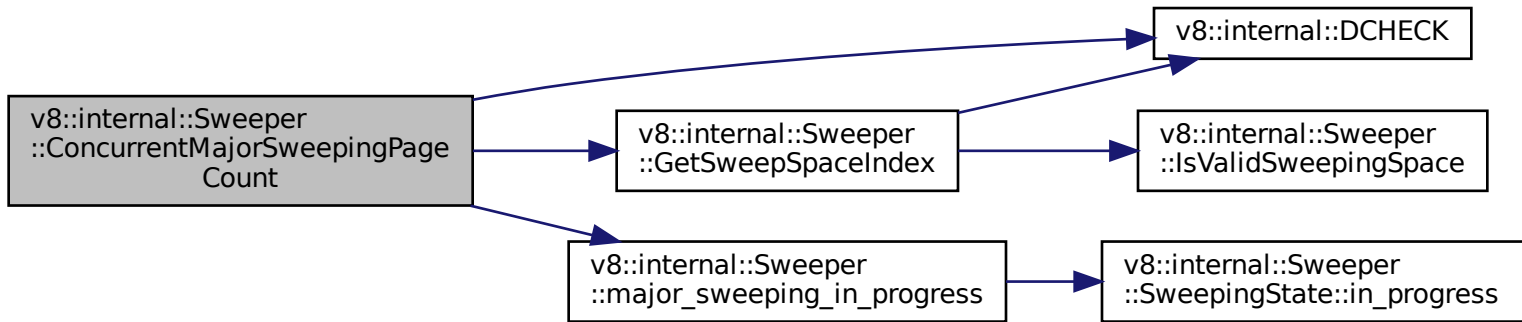 v8::internal::Sweeper
::ConcurrentMajorSweepingPage
Count
v8::internal::DCHECK
v8::internal::Sweeper
::GetSweepSpaceIndex
v8::internal::Sweeper
::IsValidSweepingSpace
v8::internal::Sweeper
::major_sweeping_in_progress
v8::internal::Sweeper
::SweepingState::in_progress